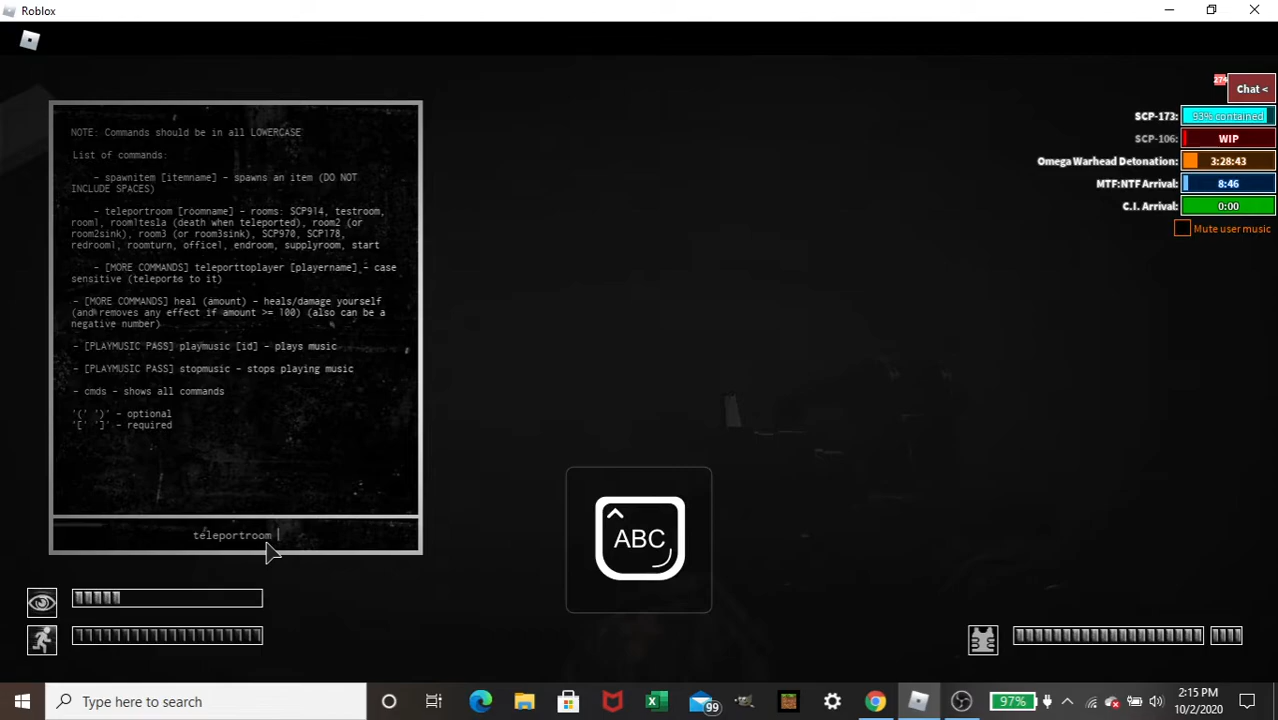 Roblox
274
Chat <
SCP-173: 93% contained
SCP-106: WIP
Omega Warhead Detonation: 3:28:43
MTF:NTF Arrival: 8:46
C.I. Arrival: 0:00
Mute user music
NOTE: Commands should be in all LOWERCASE
List of commands:
- spawnitem [itemname] - spawns an item (DO NOT
INCLUDE SPACES)
- teleportroom [roomname] - rooms: SCP914, testroom,
room1, room1tesla (death when teleported), room2 (or
room2sink), room3 (or room3sink), SCP970, SCP178,
redroom1, roomturn, office1, endroom, supplyroom, start
- [MORE COMMANDS] teleporttoplayer [playername] - case
sensitive (teleports to it)
- [MORE COMMANDS] heal (amount) - heals/damage yourself
(and removes any effect if amount >= 100) (also can be a
negative number)
- [PLAYMUSIC PASS] playmusic [id] - plays music
- [PLAYMUSIC PASS] stopmusic - stops playing music
- cmds - shows all commands
'(' ')' - optional
'[' ']' - required
teleportroom
ABC
Type here to search
99
97%
2:15 PM
10/2/2020